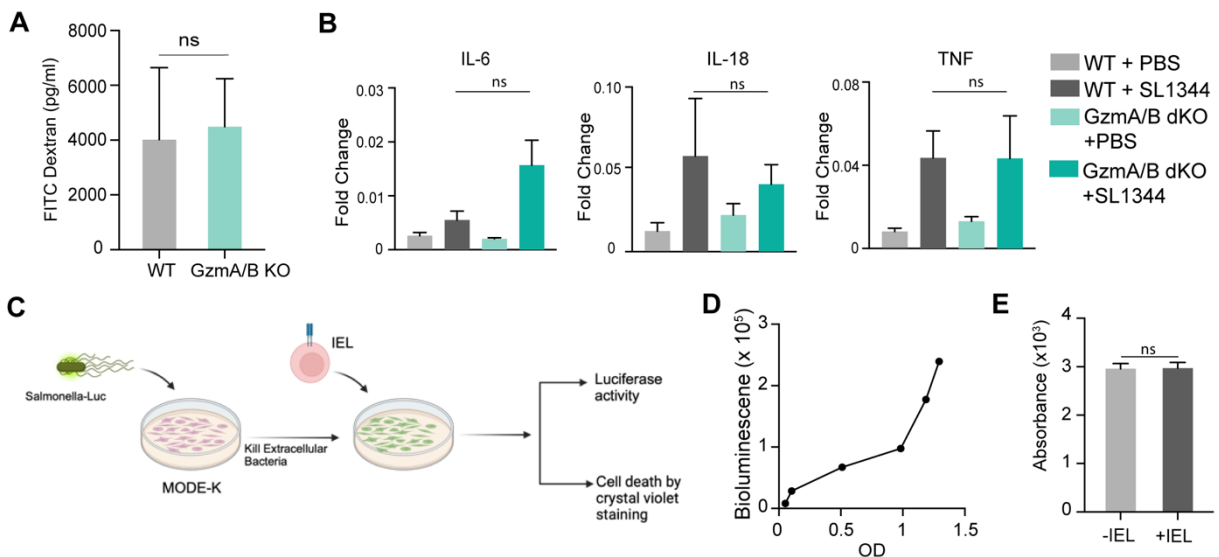 A
ns
FITC Dextran (pg/ml)
8000
6000
4000
2000
0
WT
GzmA/B KO
B
IL-6
ns
Fold Change
0.03
0.02
0.01
0.00
IL-18
ns
Fold Change
0.10
0.05
0
TNF
ns
Fold Change
0.08
0.04
0
WT + PBS
WT + SL1344
GzmA/B dKO
+PBS
GzmA/B dKO
+SL1344
C
Salmonella-Luc
IEL
MODE-K
Kill Extracellular
Bacteria
Luciferase
activity
Cell death by
crystal violet
staining
D
Bioluminescene (x 10⁵)
3
2
1
0
0
0.5
1
1.5
OD
E
ns
Absorbance (x10³)
4
3
2
1
0
-IEL
+IEL